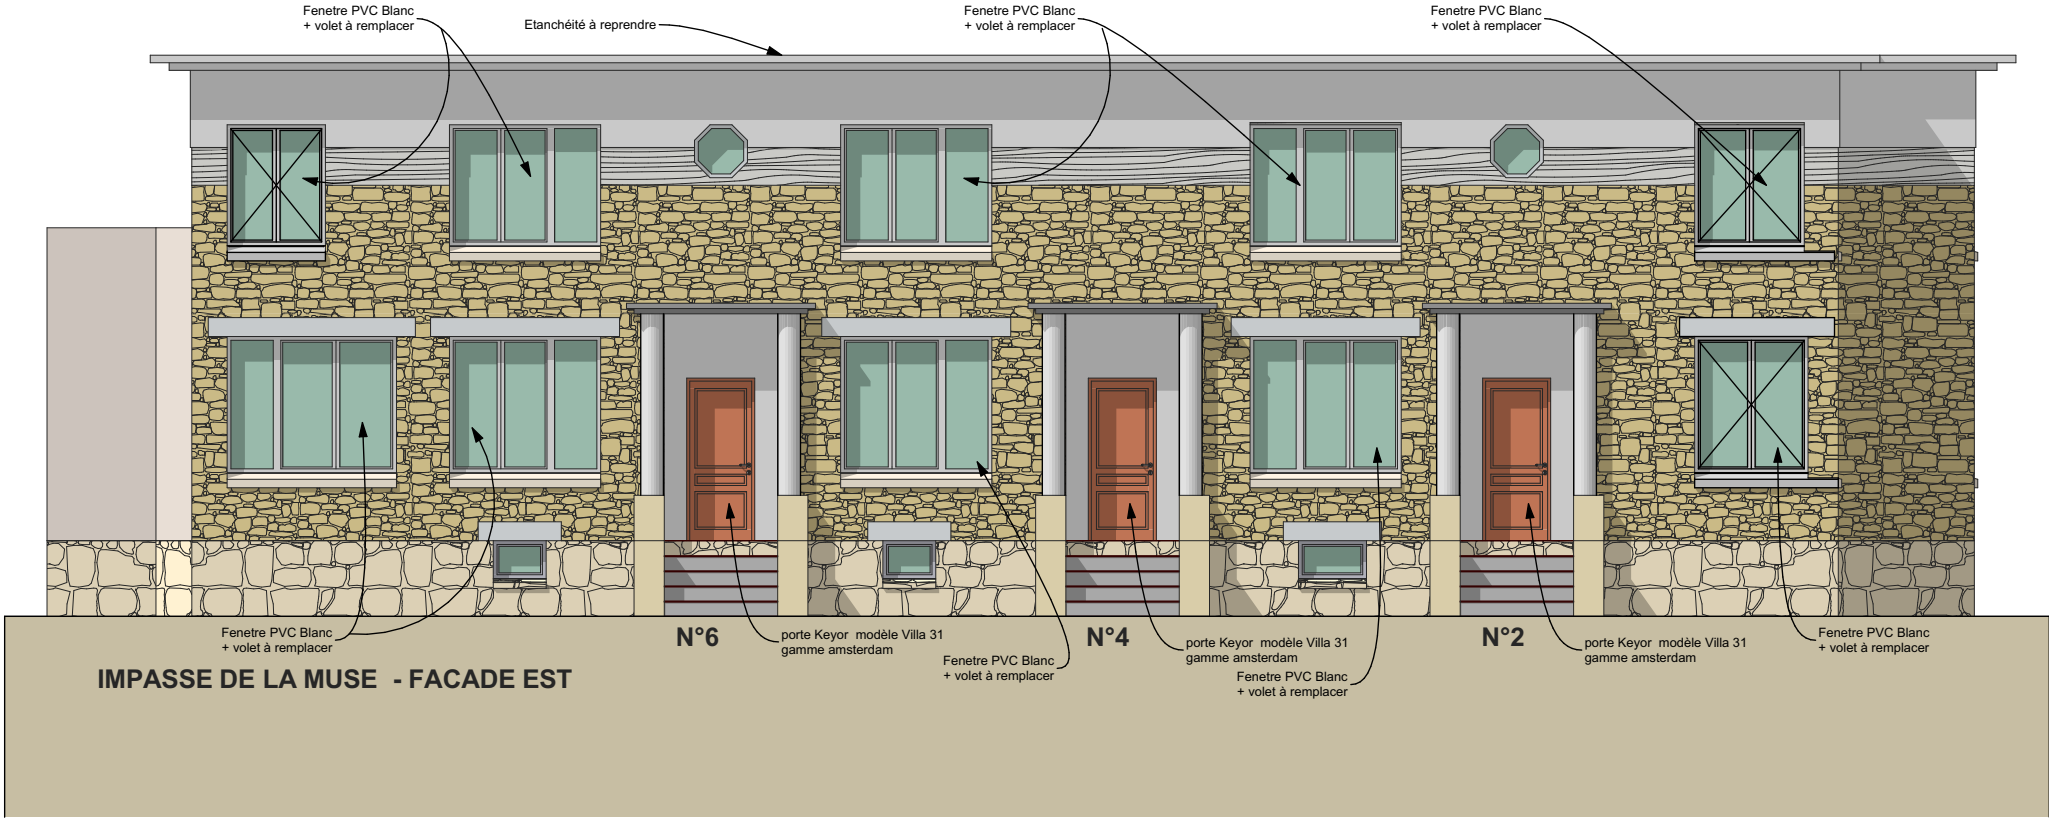 Fenetre PVC Blanc
+ volet à remplacer
Etanchéité à reprendre
Fenetre PVC Blanc
+ volet à remplacer
Fenetre PVC Blanc
+ volet à remplacer
Fenetre PVC Blanc
+ volet à remplacer
N°6
porte Keyor modèle Villa 31
gamme amsterdam
Fenetre PVC Blanc
+ volet à remplacer
N°4
porte Keyor modèle Villa 31
gamme amsterdam
Fenetre PVC Blanc
+ volet à remplacer
N°2
porte Keyor modèle Villa 31
gamme amsterdam
Fenetre PVC Blanc
+ volet à remplacer
IMPASSE DE LA MUSE - FACADE EST